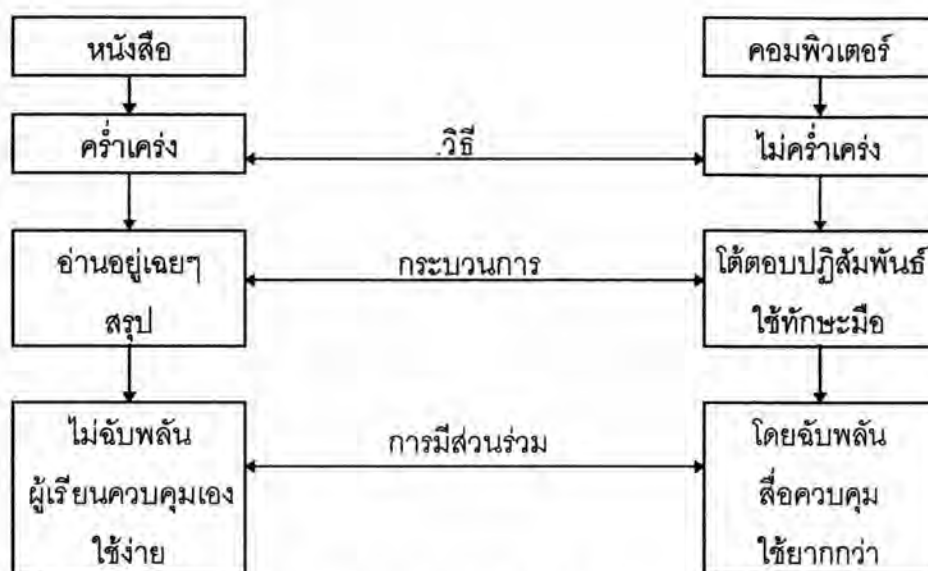 หนังสือ
คอมพิวเตอร์
คร่ำเคร่ง
วิธี
ไม่คร่ำเคร่ง
อ่านอยู่เฉยๆ
สรุป
กระบวนการ
โต้ตอบปฏิสัมพันธ์
ใช้ทักษะมือ
ไม่ฉับพลัน
ผู้เรียนควบคุมเอง
ใช้ง่าย
การมีส่วนร่วม
โดยฉับพลัน
สื่อควบคุม
ใช้ยากกว่า